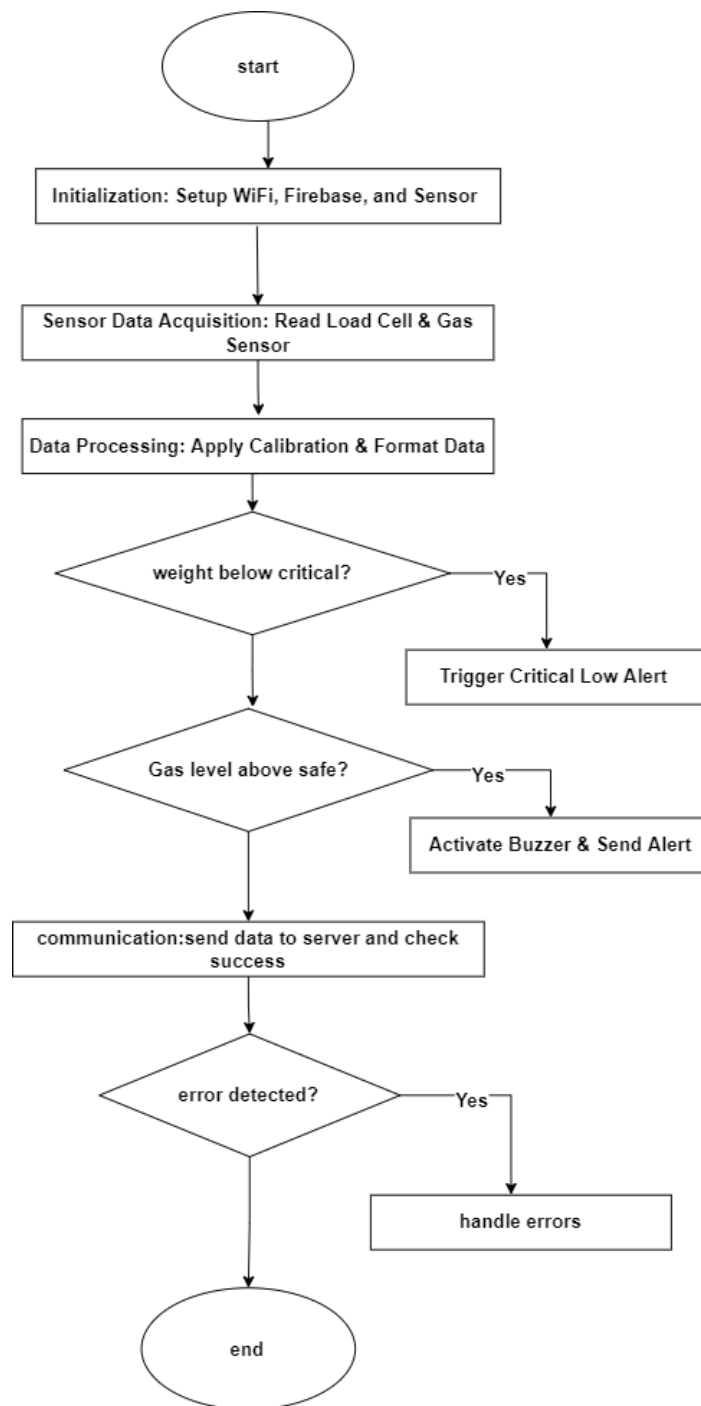 start
Initialization: Setup WiFi, Firebase, and Sensor
Sensor Data Acquisition: Read Load Cell & Gas
Sensor
Data Processing: Apply Calibration & Format Data
weight below critical?
Yes
Trigger Critical Low Alert
Gas level above safe?
Yes
Activate Buzzer & Send Alert
communication:send data to server and check
success
error detected?
Yes
handle errors
end